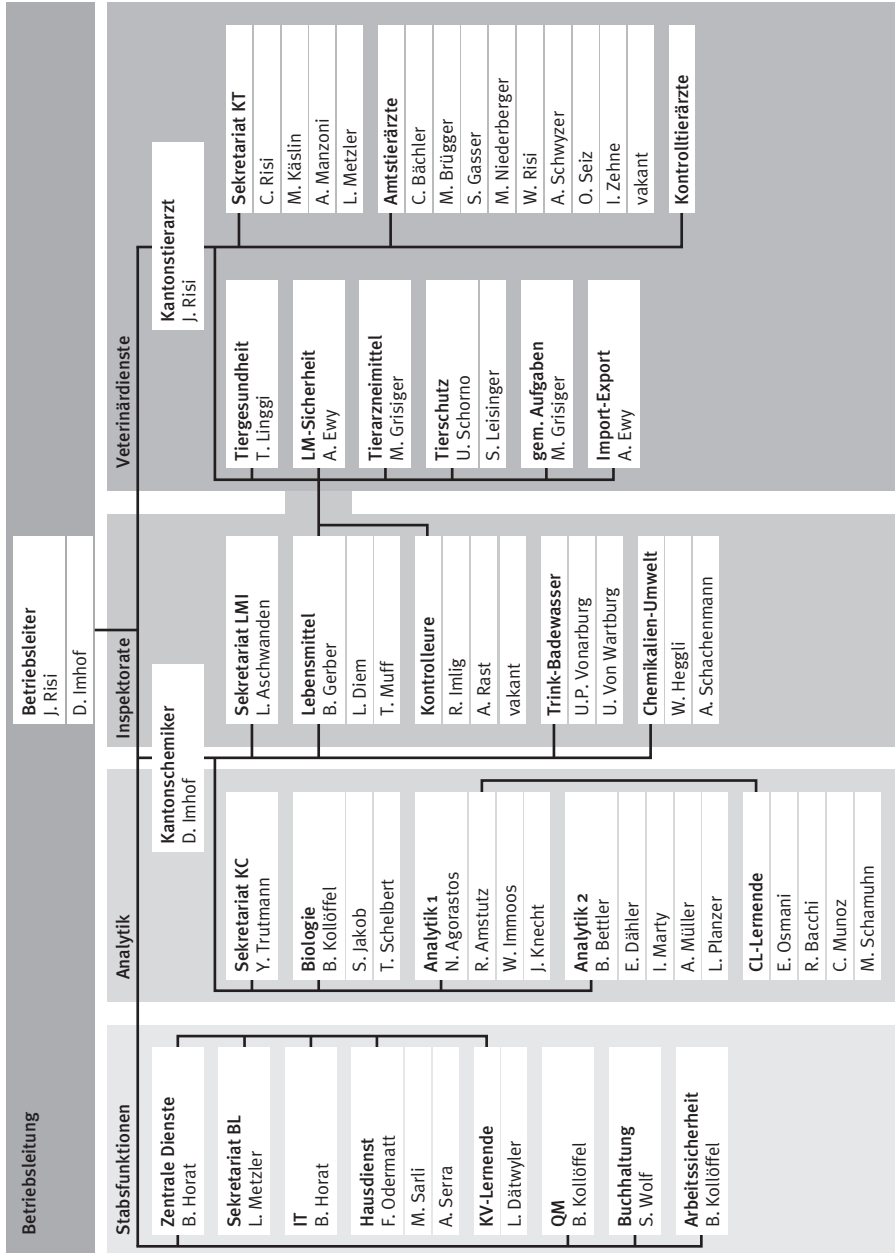 Betriebsleitung
Betriebsleiter
J. Risi
D. Imhof
Stabsfunktionen
Zentrale Dienste
B. Horat
Sekretariat BL
L. Metzler
IT
B. Horat
Hausdienst
F. Odermatt
M. Sarli
A. Serra
KV-Lernende
L. Dätwyler
QM
B. Kollöffel
Buchhaltung
S. Wolf
Arbeitssicherheit
B. Kollöffel
Analytik
Kantonschemiker
D. Imhof
Sekretariat KC
Y. Trutmann
Biologie
B. Kollöffel
S. Jakob
T. Schelbert
Analytik 1
N. Agorastos
R. Amstutz
W. Immoos
J. Knecht
Analytik 2
B. Bettler
E. Dähler
I. Marty
A. Müller
L. Planzer
CL-Lernende
E. Osmani
R. Bacchi
C. Munoz
M. Schamuhn
Inspektorate
Sekretariat LMI
L. Aschwanden
Lebensmittel
B. Gerber
L. Diem
T. Muff
Kontrolleure
R. Imlig
A. Rast
vakant
Trink-Badewasser
U.P. Vonarburg
U. Von Wartburg
Chemikalien-Umwelt
W. Heggli
A. Schachenmann
Veterinärdienste
Kantonstierarzt
J. Risi
Tiergesundheit
T. Linggi
LM-Sicherheit
A. Ewy
Tierarzneimittel
M. Grisiger
Tierschutz
U. Schorno
S. Leisinger
gem. Aufgaben
M. Grisiger
Import-Export
A. Ewy
Sekretariat KT
C. Risi
M. Käslin
A. Manzoni
L. Metzler
Amtstierärzte
C. Bächler
M. Brügger
S. Gasser
M. Niederberger
W. Risi
A. Schwyzer
O. Seiz
I. Zehne
vakant
Kontrolltierärzte